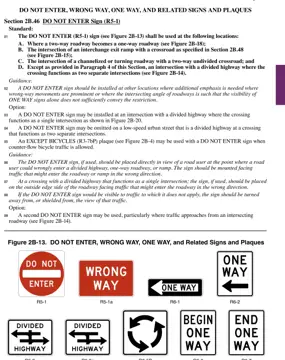 DO NOT ENTER, WRONG WAY, ONE WAY, AND RELATED SIGNS AND PLAQUES
Section 2B.46 DO NOT ENTER Sign (R5-1)
Standard:
The DO NOT ENTER (R5-1) sign (see Figure 2B-13) shall be used at the following locations:
A. Where a two-way roadway becomes a one-way roadway (see Figure 2B-18);
B. The intersection of an interchange exit ramp with a crossroad as specified in Section 2B.48
(see Figure 2B-15);
C. The intersection of a channelized or turning roadway with a two-way undivided crossroad; and
D. Except as provided in Paragraph 4 of this Section, an intersection with a divided highway where the
crossing functions as two separate intersections (see Figure 2B-14).
Guidance:
A DO NOT ENTER sign should be installed at other locations where additional emphasis is needed where
wrong-way movements are prominent or where the intersecting angle of roadways is such that the visibility of
ONE WAY signs alone does not sufficiently convey the restriction.
Option:
A DO NOT ENTER sign may be installed at an intersection with a divided highway where the crossing
functions as a single intersection as shown in Figure 2B-20.
A DO NOT ENTER sign may be omitted on a low-speed urban street that is a divided highway at a crossing
that functions as two separate intersections.
An EXCEPT BICYCLES (R3-7bP) plaque (see Figure 2B-4) may be used with a DO NOT ENTER sign when
counter-flow bicycle traffic is allowed.
Guidance:
The DO NOT ENTER sign, if used, should be placed directly in view of a road user at the point where a road
user could wrongly enter a divided highway, one-way roadway, or ramp. The sign should be mounted facing
traffic that might enter the roadway or ramp in the wrong direction.
At a crossing with a divided highway that functions as a single intersection; the sign, if used, should be placed
on the outside edge side of the roadway facing traffic that might enter the roadway in the wrong direction.
If the DO NOT ENTER sign would be visible to traffic to which it does not apply, the sign should be turned
away from, or shielded from, the view of that traffic.
Option:
A second DO NOT ENTER sign may be used, particularly where traffic approaches from an intersecting
roadway (see Figure 2B-14).
Figure 2B-13. DO NOT ENTER, WRONG WAY, ONE WAY, and Related Signs and Plaques
DO NOT
ENTER
WRONG
WAY
ONE WAY
ONE
WAY
R5-1
R5-1a
R6-1
R6-2
DIVIDED
HIGHWAY
DIVIDED
HIGHWAY
BEGIN
ONE
WAY
END
ONE
WAY